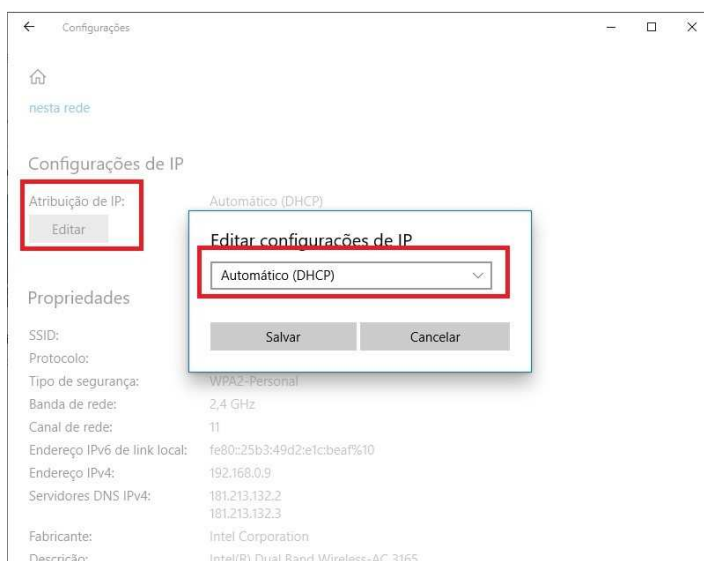 Configurações
nesta rede
Configurações de IP
Atribuição de IP: Automático (DHCP)
Editar
Editar configurações de IP
Automático (DHCP)
Salvar Cancelar
Propriedades
SSID:
Protocolo:
Tipo de segurança: WPA2-Personal
Banda de rede: 2,4 GHz
Canal de rede: 11
Endereço IPv6 de link local: fe80::25b3:49d2:e1c:beaf%10
Endereço IPv4: 192.168.0.9
Servidores DNS IPv4: 181.213.132.2
181.213.132.3
Fabricante: Intel Corporation
Descrição: Intel(R) Dual Band Wireless-AC 3165